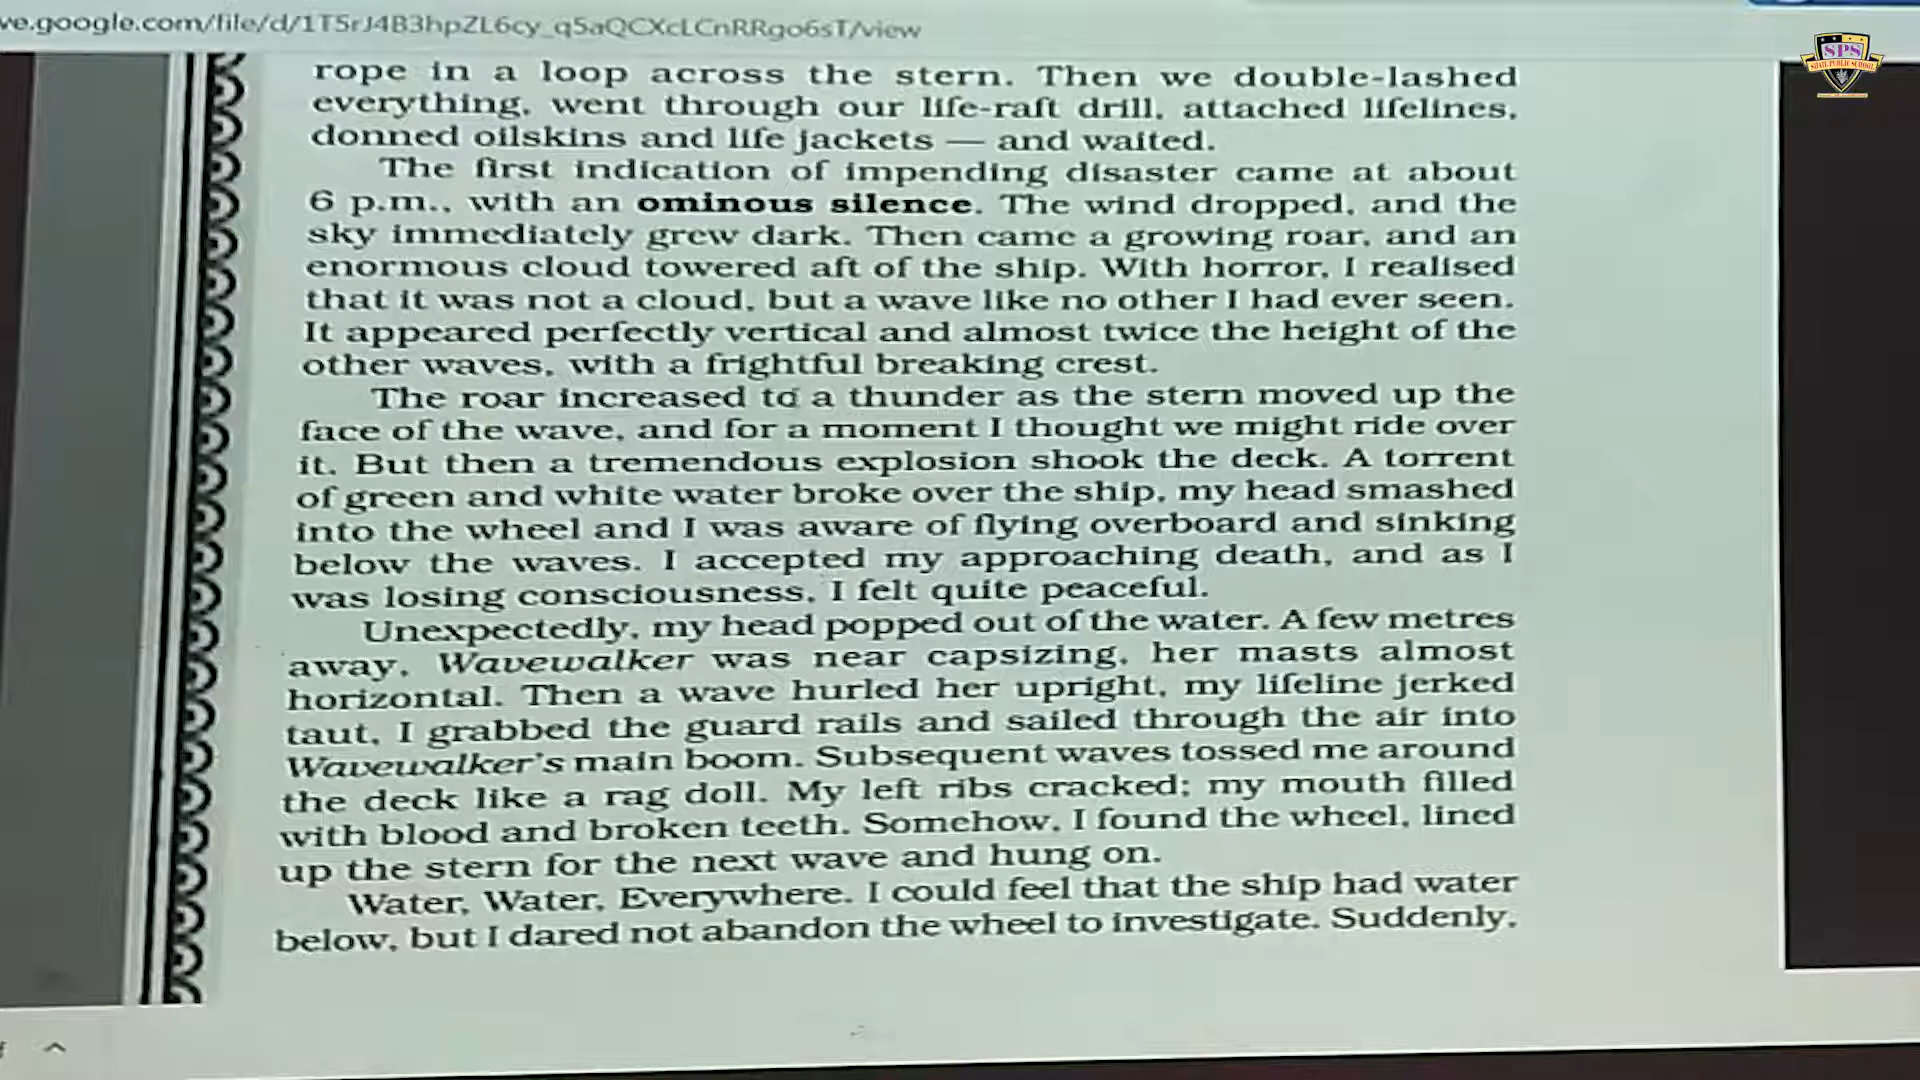 ve.google.com/file/d/1T5rJ4B3hpZL6cy_q5aQCXcLCnRRgo6sT/view
SPS
rope in a loop across the stern. Then we double-lashed
everything, went through our life-raft drill, attached lifelines,
donned oilskins and life jackets — and waited.
The first indication of impending disaster came at about
6 p.m., with an ominous silence. The wind dropped, and the
sky immediately grew dark. Then came a growing roar, and an
enormous cloud towered aft of the ship. With horror, I realised
that it was not a cloud, but a wave like no other I had ever seen.
It appeared perfectly vertical and almost twice the height of the
other waves, with a frightful breaking crest.
The roar increased to a thunder as the stern moved up the
face of the wave, and for a moment I thought we might ride over
it. But then a tremendous explosion shook the deck. A torrent
of green and white water broke over the ship, my head smashed
into the wheel and I was aware of flying overboard and sinking
below the waves. I accepted my approaching death, and as I
was losing consciousness, I felt quite peaceful.
Unexpectedly, my head popped out of the water. A few metres
away, Wavewalker was near capsizing, her masts almost
horizontal. Then a wave hurled her upright, my lifeline jerked
taut, I grabbed the guard rails and sailed through the air into
Wavewalker's main boom. Subsequent waves tossed me around
the deck like a rag doll. My left ribs cracked; my mouth filled
with blood and broken teeth. Somehow, I found the wheel, lined
up the stern for the next wave and hung on.
Water, Water, Everywhere. I could feel that the ship had water
below, but I dared not abandon the wheel to investigate. Suddenly,